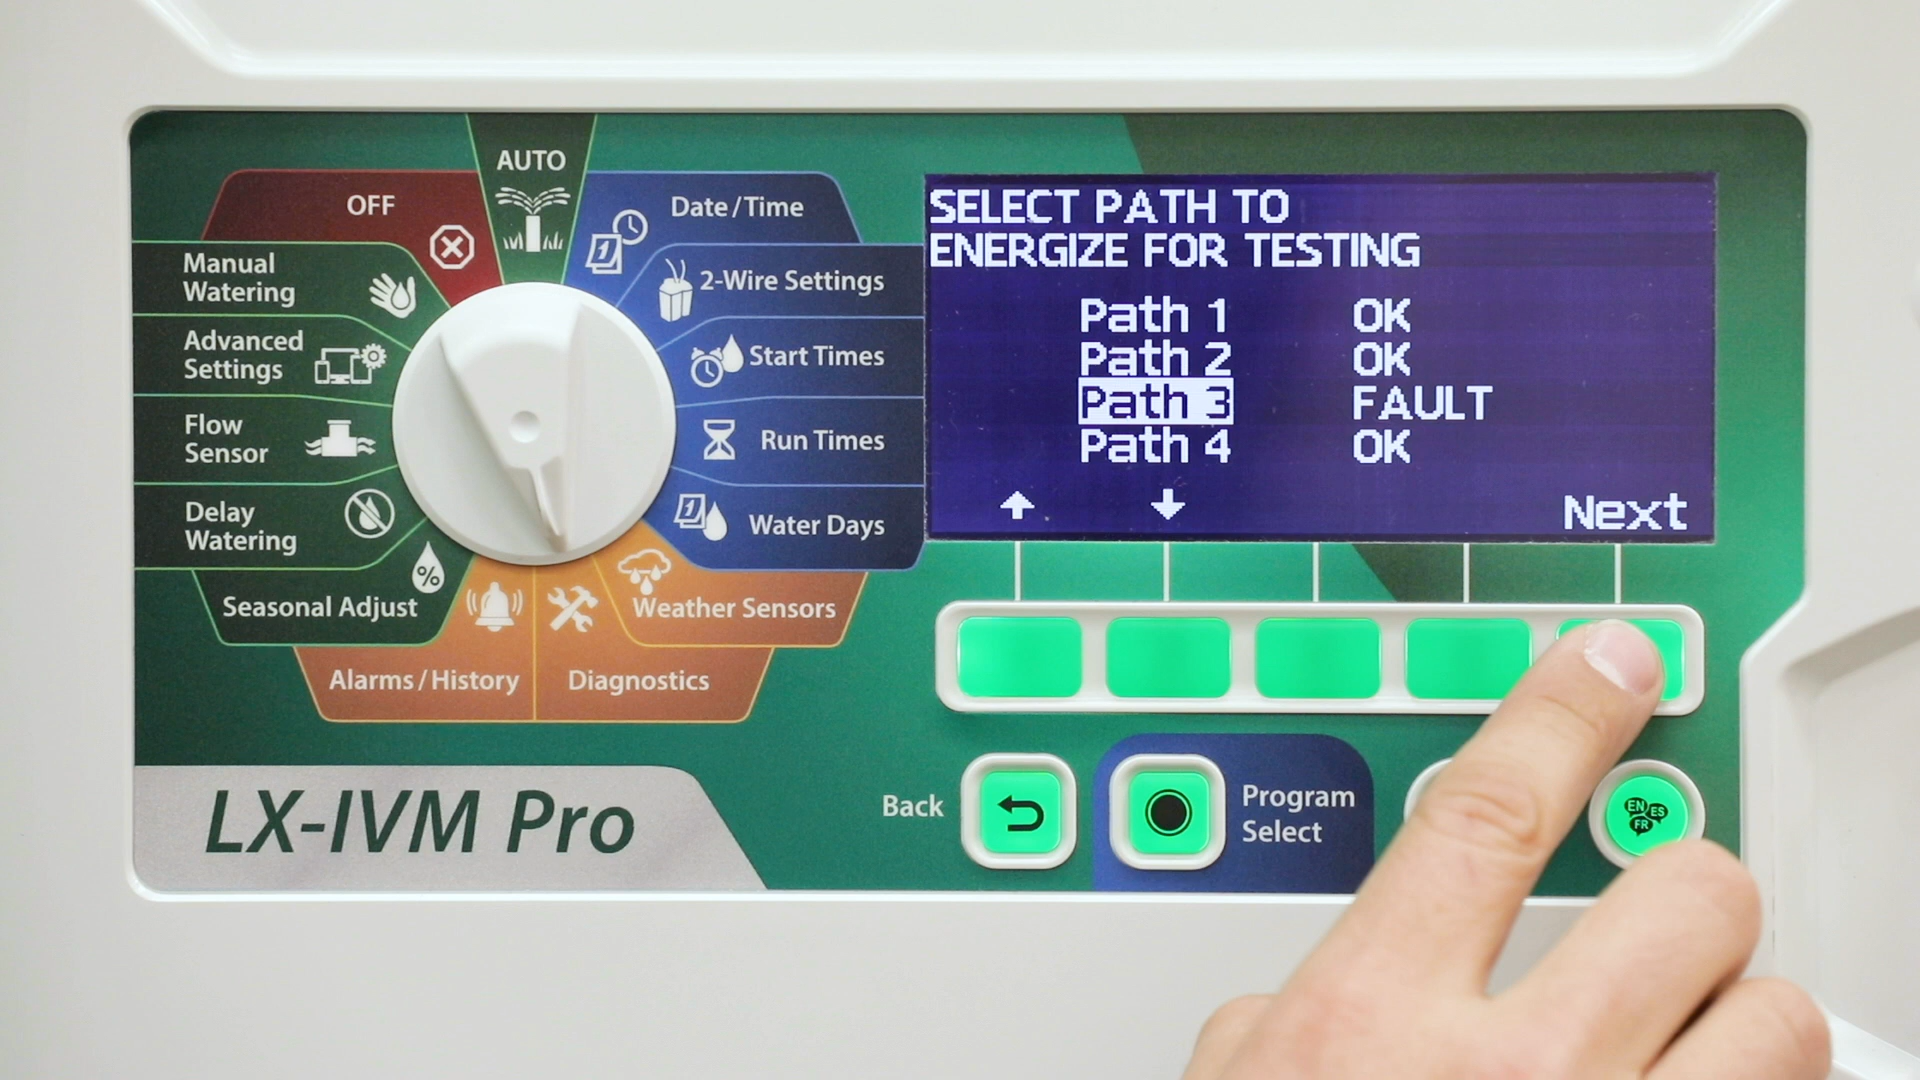 AUTO
OFF
Date/Time
Manual
Watering
2-Wire Settings
Advanced
Settings
Start Times
Flow
Sensor
Run Times
Delay
Watering
Water Days
%
Seasonal Adjust
Weather Sensors
Alarms/History
Diagnostics
1
1
LX-IVM Pro
SELECT PATH TO
ENERGIZE FOR TESTING
Path 1 OK
Path 2 OK
Path 3 FAULT
Path 4 OK
Next
Back
Program
Select
EN
ES
FR